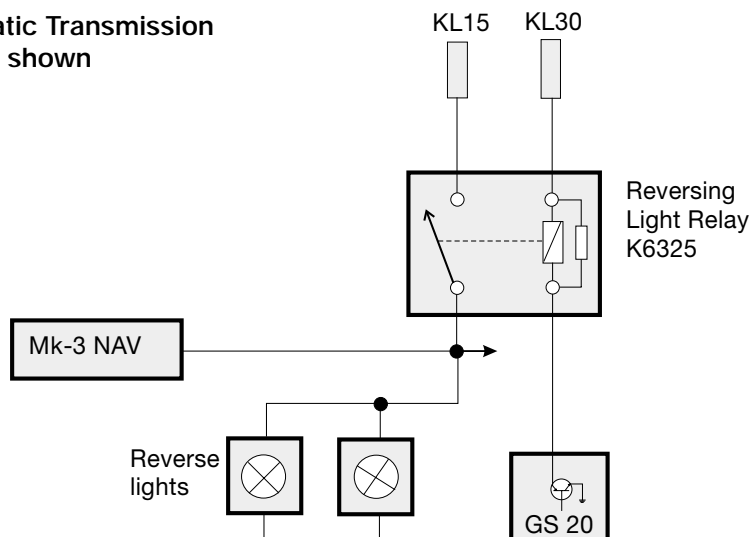 atic Transmission
shown
KL15
KL30
Reversing
Light Relay
K6325
Mk-3 NAV
Reverse
lights
GS 20